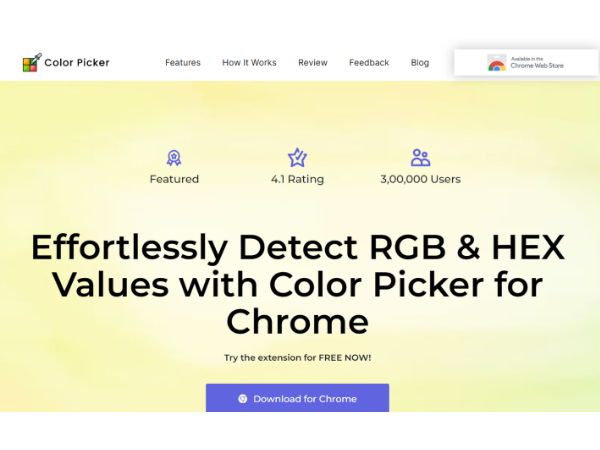 Color Picker
Features
How It Works
Review
Feedback
Blog
Available in the
Chrome Web Store
Featured
4.1 Rating
3,00,000 Users
Effortlessly Detect RGB & HEX
Values with Color Picker for
Chrome
Try the extension for FREE NOW!
Download for Chrome